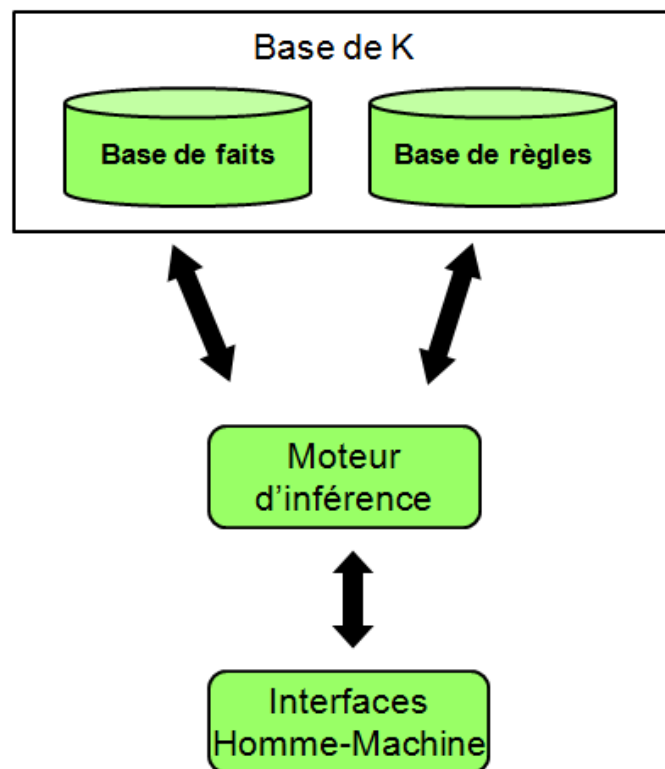 Base de K
Base de faits
Base de règles
Moteur
d’inférence
Interfaces
Homme-Machine